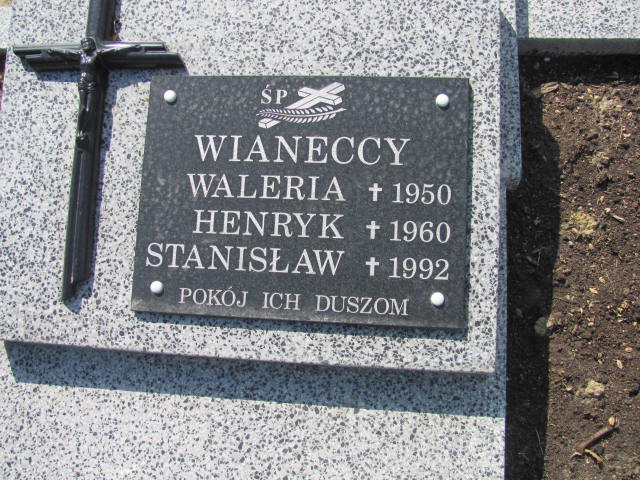 ŚP
WIANECCY
WALERIA ✝ 1950
HENRYK ✝ 1960
STANISŁAW ✝ 1992
POKÓJ ICH DUSZOM